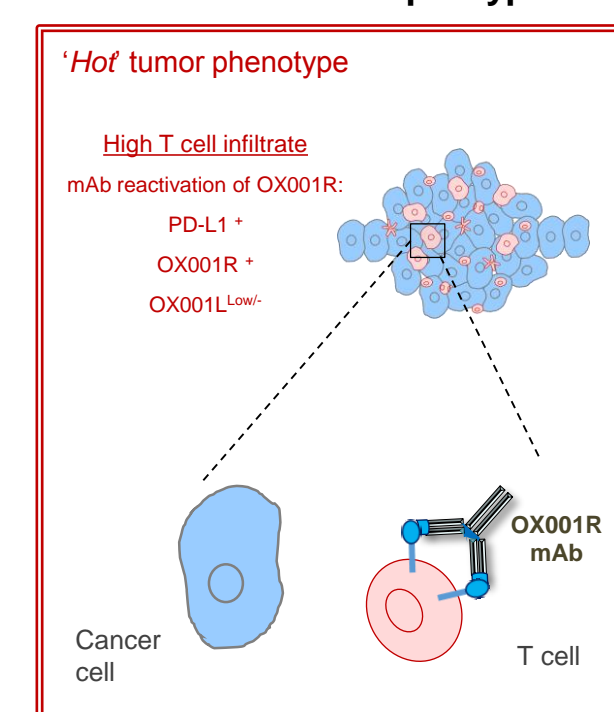 ‘Hot’ tumor phenotype
High T cell infiltrate
mAb reactivation of OX001R:
PD-L1 +
OX001R +
OX001L Low/-
OX001R
mAb
Cancer
cell
T cell